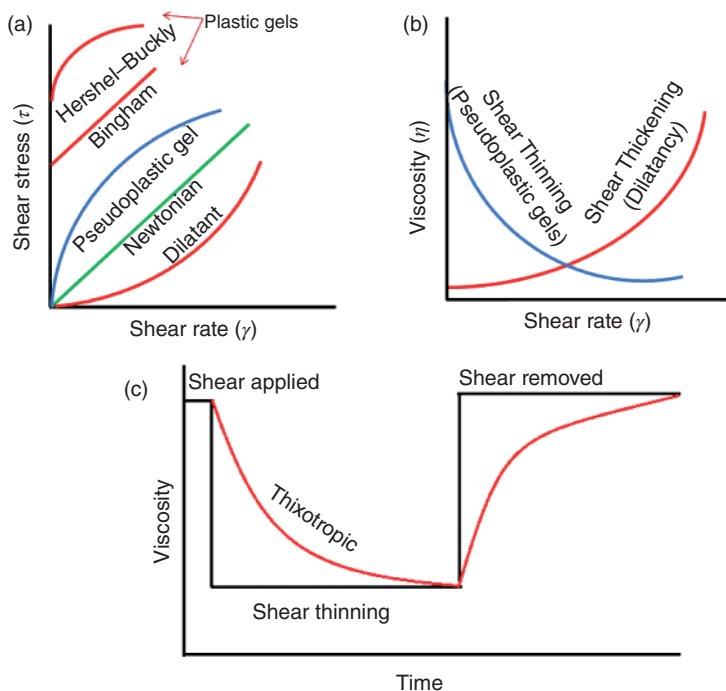 (a)
Plastic gels
Hershel–Buckly
Bingham
Pseudoplastic gel
Newtonian
Dilatant
Shear stress (τ)
Shear rate (γ)
(b)
Shear Thinning
(Pseudoplastic gels)
Shear Thickening
(Dilatancy)
Viscosity (η)
Shear rate (γ)
(c)
Shear applied
Shear removed
Thixotropic
Shear thinning
Viscosity
Time